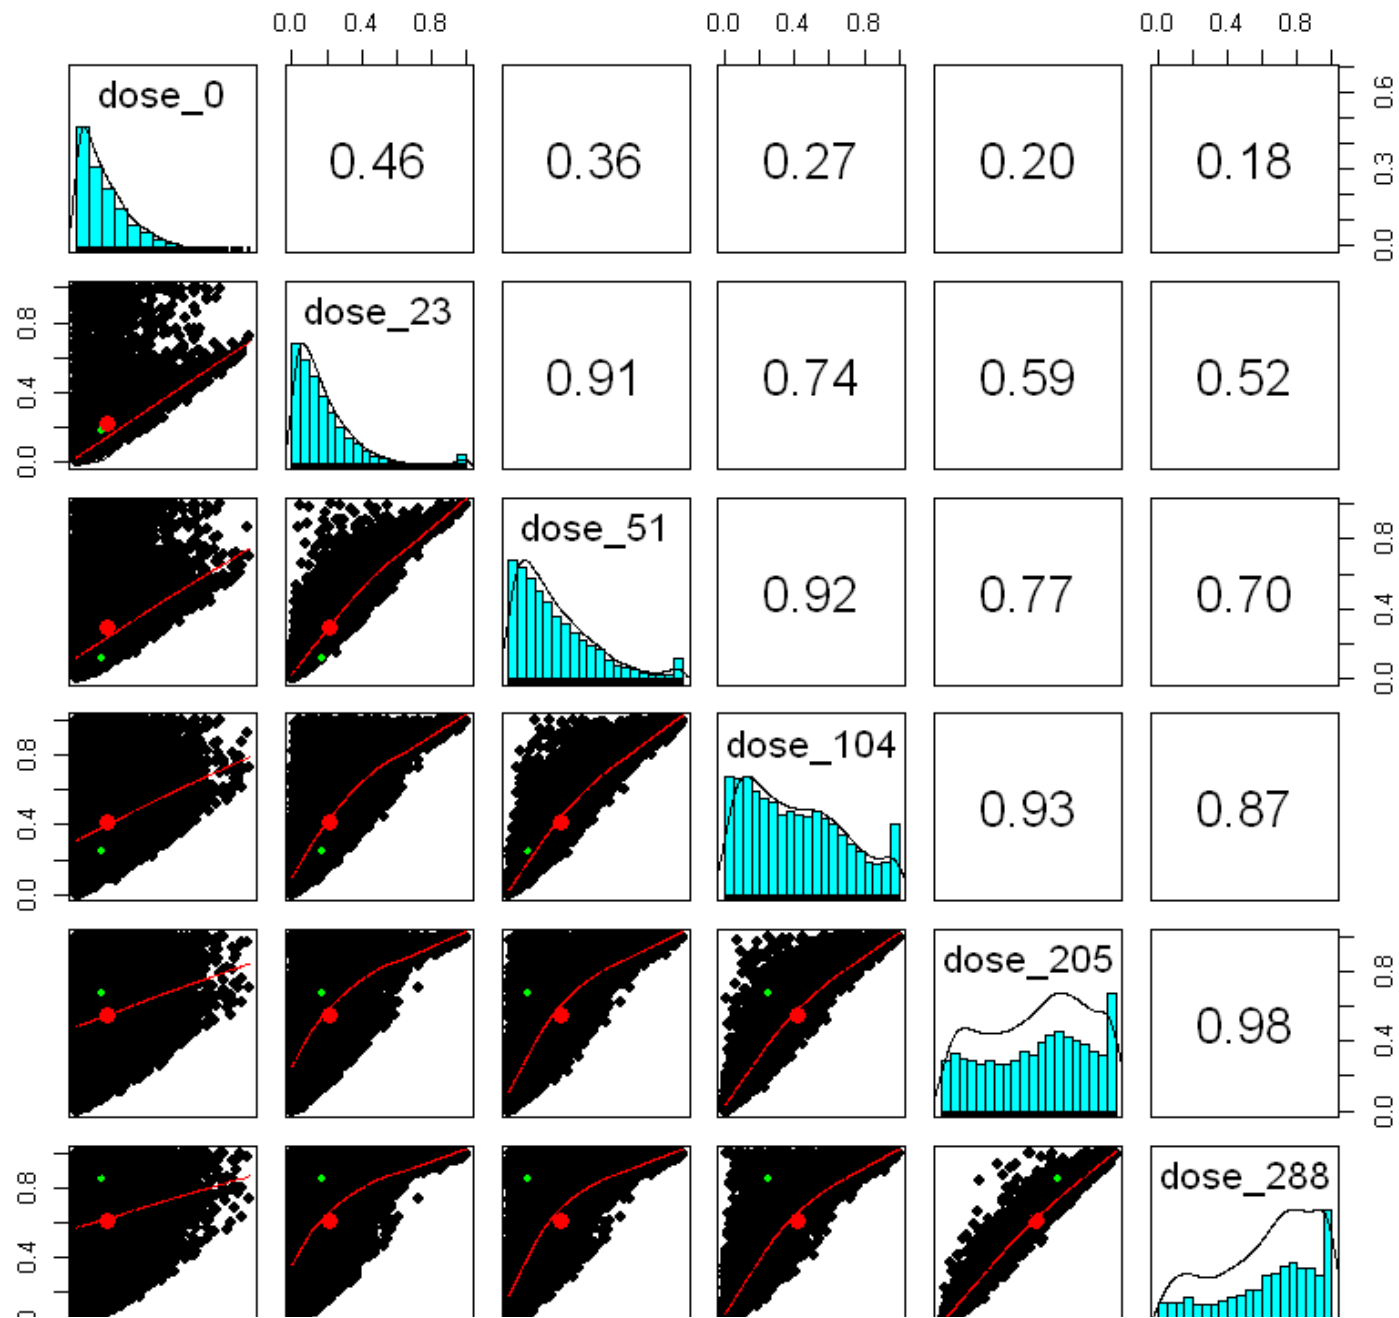 0.0 0.4 0.8 0.0 0.4 0.8 0.0 0.4 0.8
dose_0 0.46 0.36 0.27 0.20 0.18 0.0 0.3 0.6
0.0 0.4 0.8 dose_23 0.91 0.74 0.59 0.52
dose_51 0.92 0.77 0.70 0.0 0.4 0.8
0.0 0.4 0.8 dose_104 0.93 0.87
dose_205 0.98 0.0 0.4 0.8
0.4 0.8 dose_288